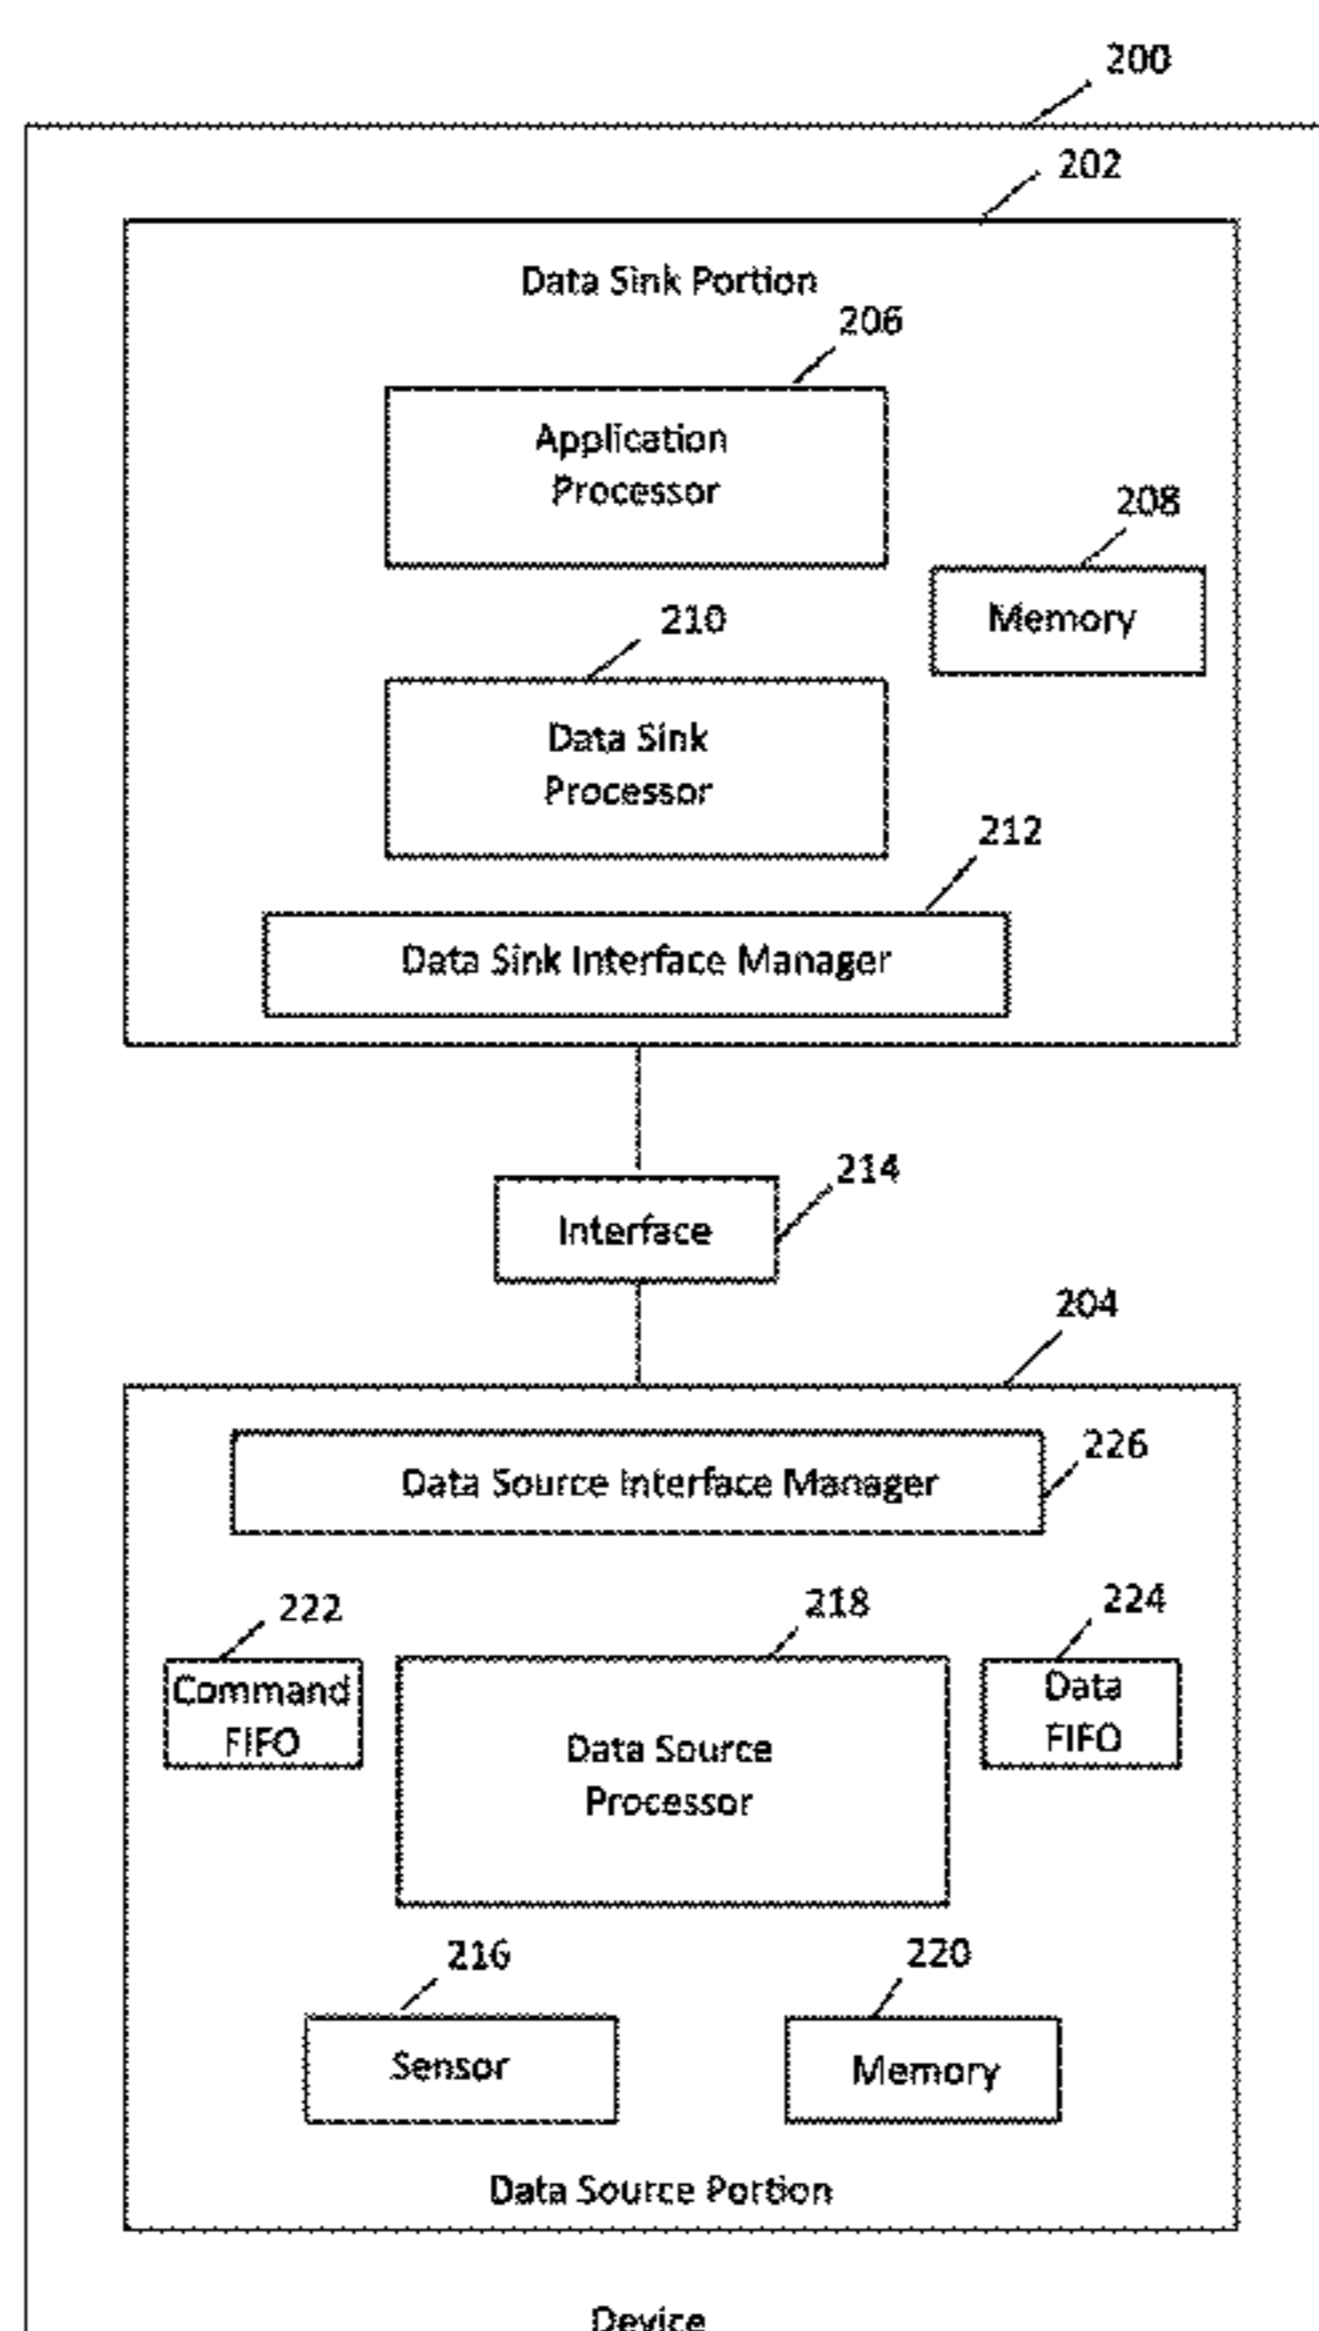 200
202
Data Sink Portion
206
Application
Processor
208
Memory
210
Data Sink
Processor
212
Data Sink Interface Manager
214
Interface
204
226
Data Source Interface Manager
222
218
224
Command
FIFO
Data Source
Processor
Data
FIFO
216
220
Sensor
Memory
Data Source Portion
Device